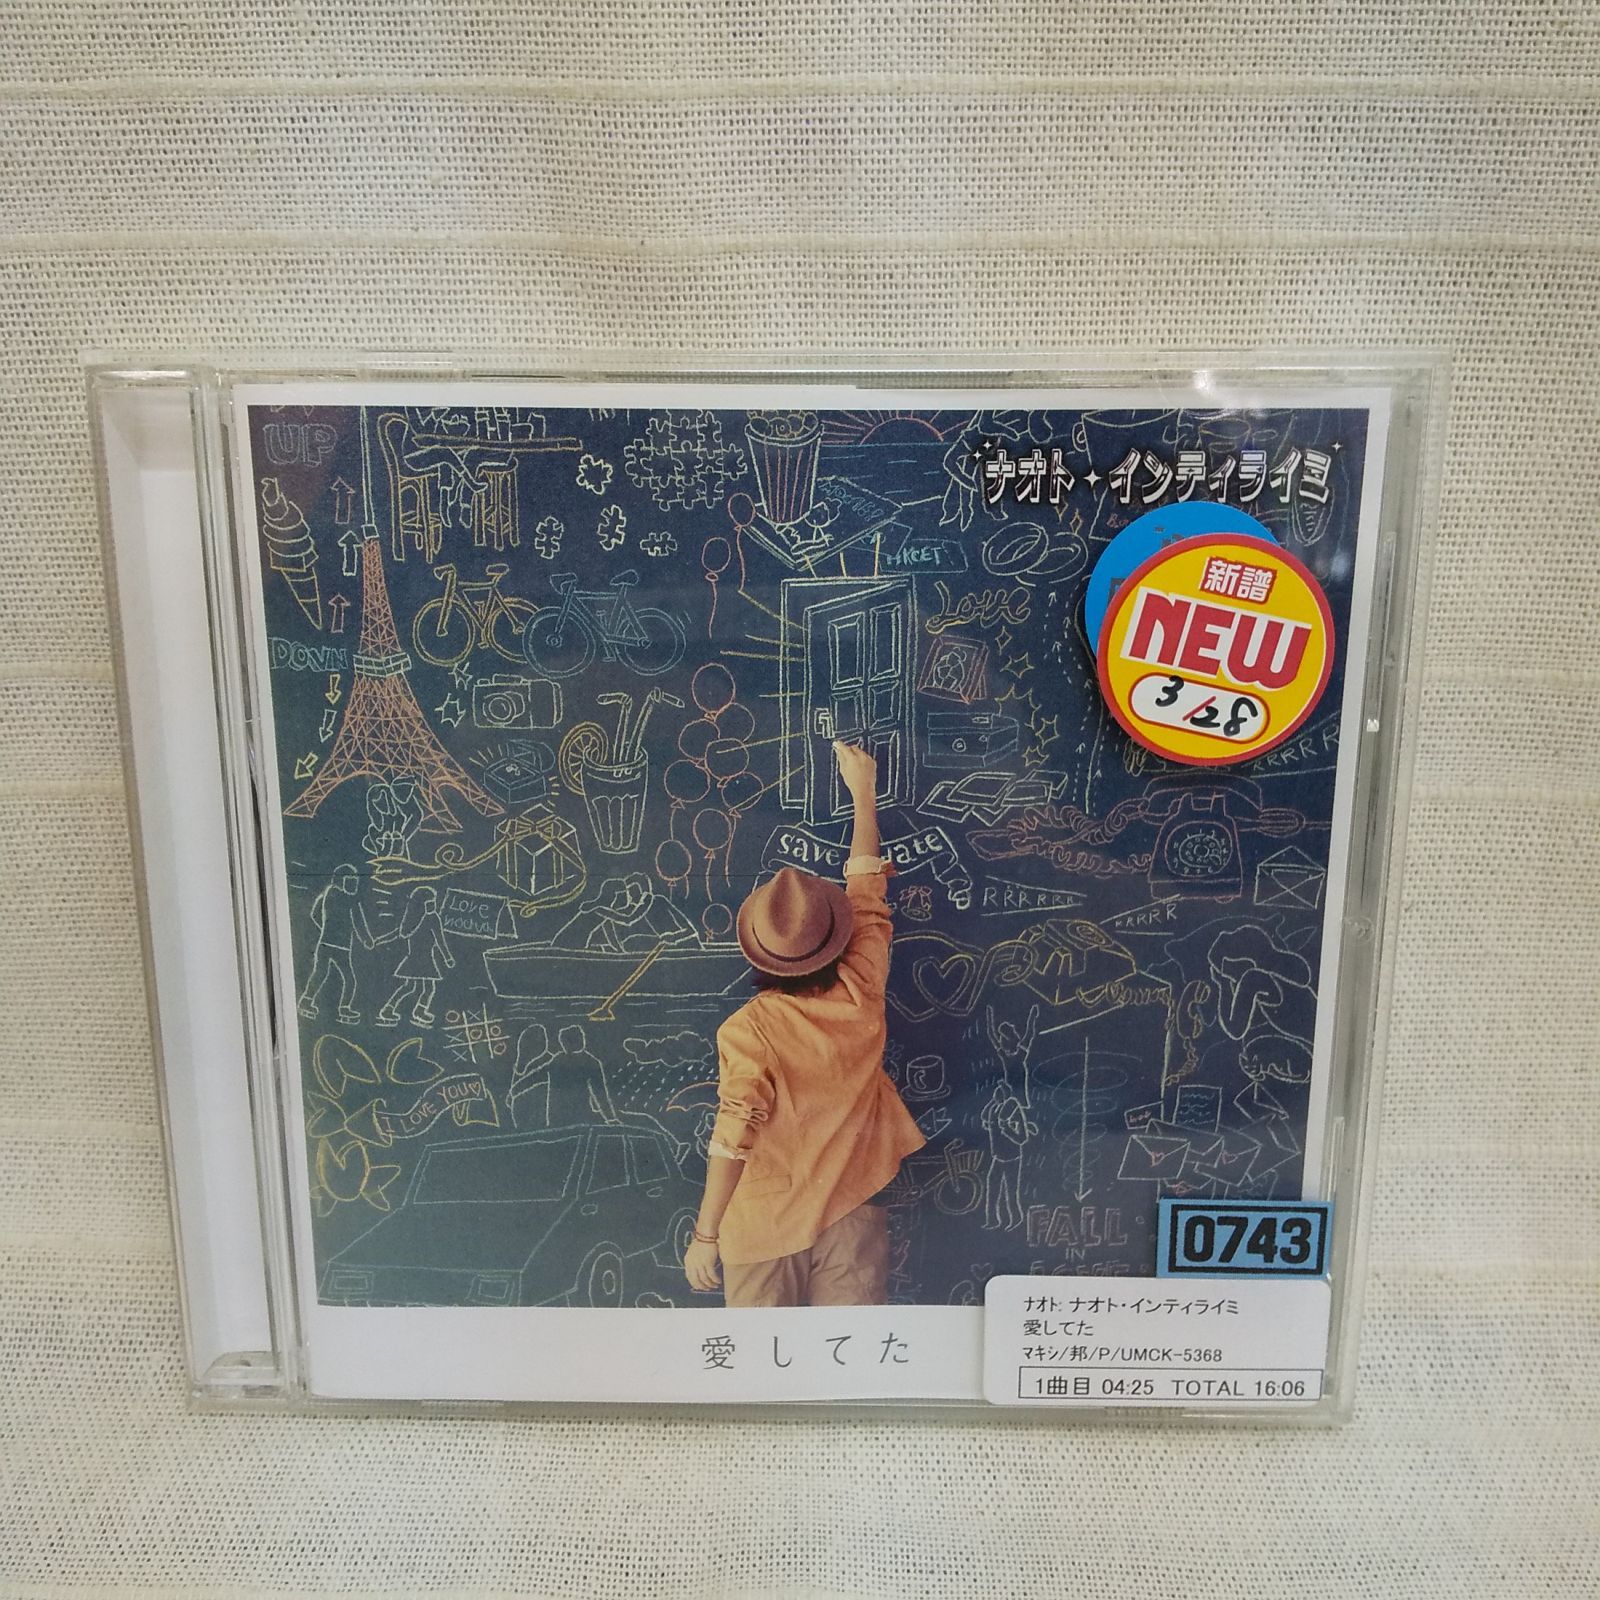 UP
ナオト・インティライミ
新譜
NEW
3/28
Love
DOWN
save date
RRRRRR
RRRRR
LOVE
I LOVE YOU♡
FALL
IN
0743
愛してた
ﾅｵﾄ: ナオト・インティライミ
愛してた
ﾏｷｼ/邦/P/UMCK-5368
1曲目 04:25 TOTAL 16:06